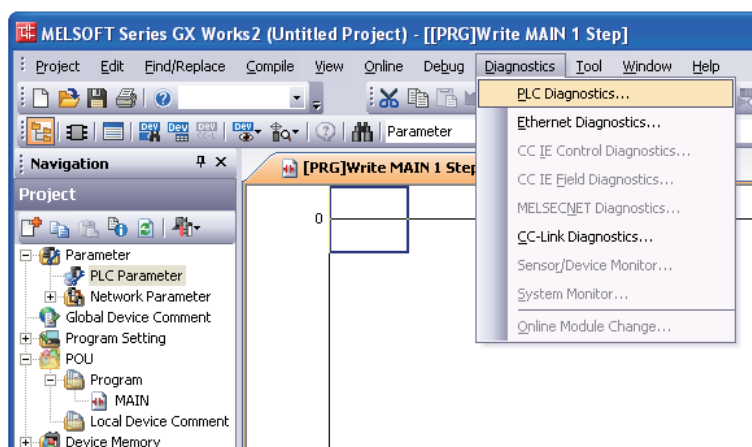 MELSOFT Series GX Works2 (Untitled Project) - [[PRG]Write MAIN 1 Step]
Project Edit Find/Replace Compile View Online Debug Diagnostics Tool Window Help
PLC Diagnostics...
Ethernet Diagnostics...
CC IE Control Diagnostics...
CC IE Field Diagnostics...
MELSECNET Diagnostics...
CC-Link Diagnostics...
Sensor/Device Monitor...
System Monitor...
Online Module Change...
Parameter
Navigation
[PRG]Write MAIN 1 Step
Project
0
Parameter
PLC Parameter
Network Parameter
Global Device Comment
Program Setting
POU
Program
MAIN
Local Device Comment
Device Memory